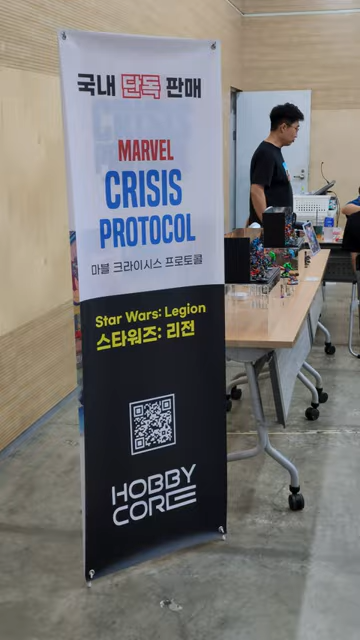 국내 단독 판매
MARVEL
CRISIS
PROTOCOL
마블 크라이시스 프로토콜
Star Wars: Legion
스타워즈: 리전
HOBBY
CORE